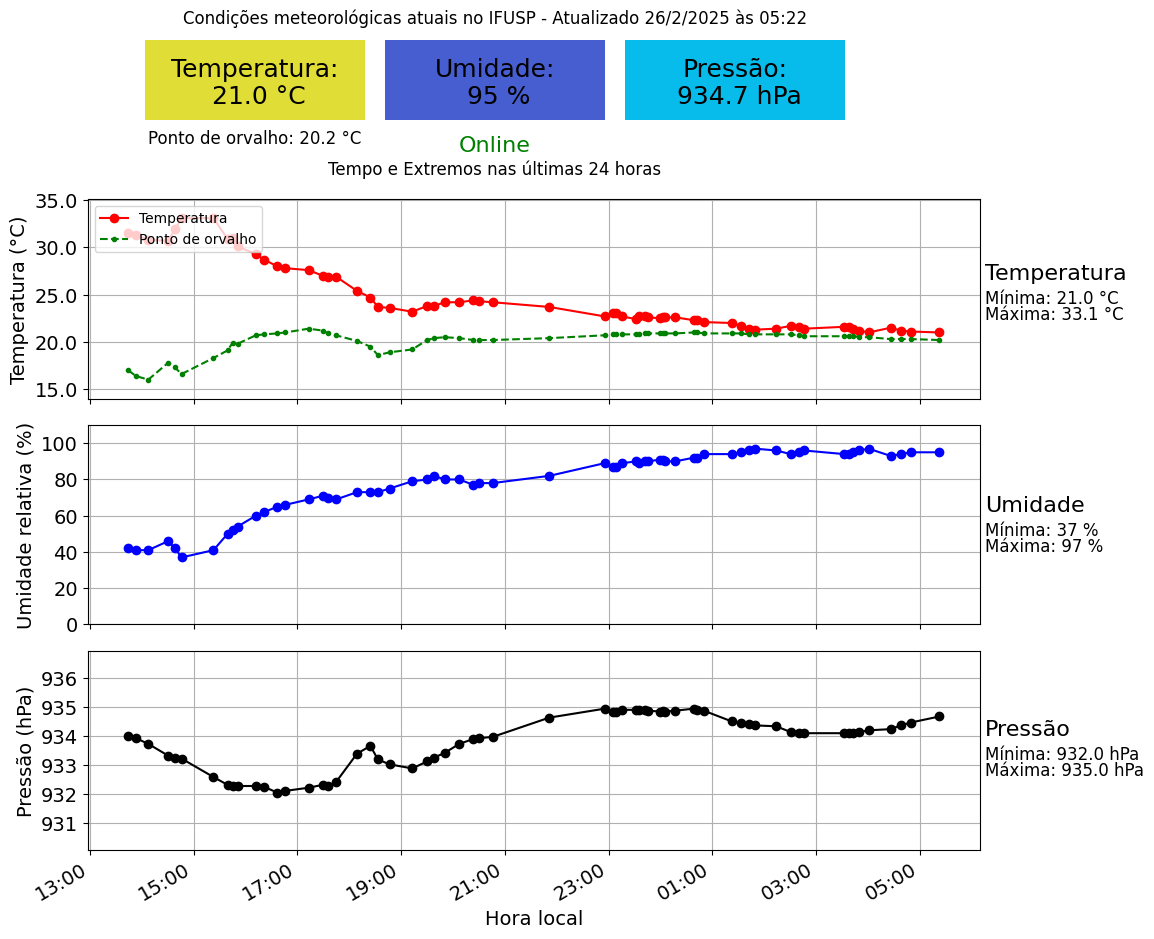 Condições meteorológicas atuais no IFUSP - Atualizado 26/2/2025 às 05:22
Temperatura:
21.0 °C
Umidade:
95 %
Pressão:
934.7 hPa
Ponto de orvalho: 20.2 °C
Online
Tempo e Extremos nas últimas 24 horas
Temperatura (°C)
35.0
30.0
25.0
20.0
15.0
Temperatura
Ponto de orvalho
Temperatura
Mínima: 21.0 °C
Máxima: 33.1 °C
Umidade relativa (%)
100
80
60
40
20
0
Umidade
Mínima: 37 %
Máxima: 97 %
Pressão (hPa)
936
935
934
933
932
931
Pressão
Mínima: 932.0 hPa
Máxima: 935.0 hPa
13:00 15:00 17:00 19:00 21:00 23:00 01:00 03:00 05:00
Hora local